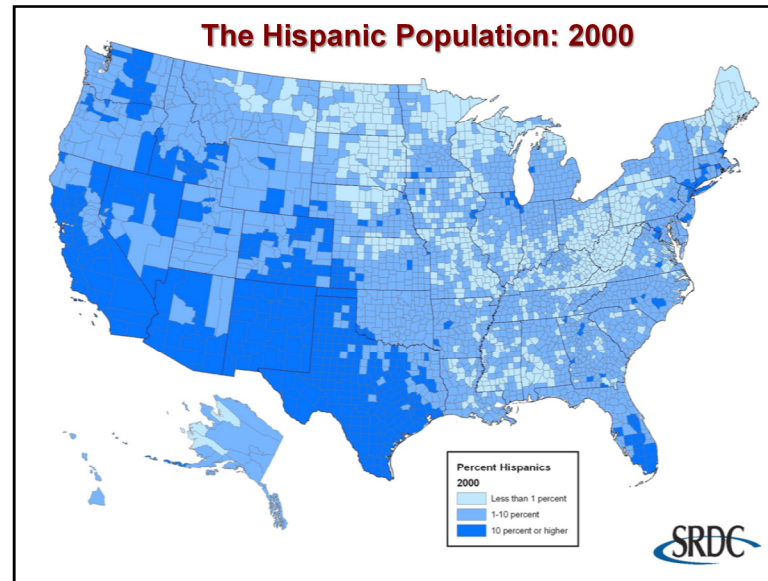 The Hispanic Population: 2000
Percent Hispanics
2000
Less than 1 percent
1-10 percent
10 percent or higher
SRDC